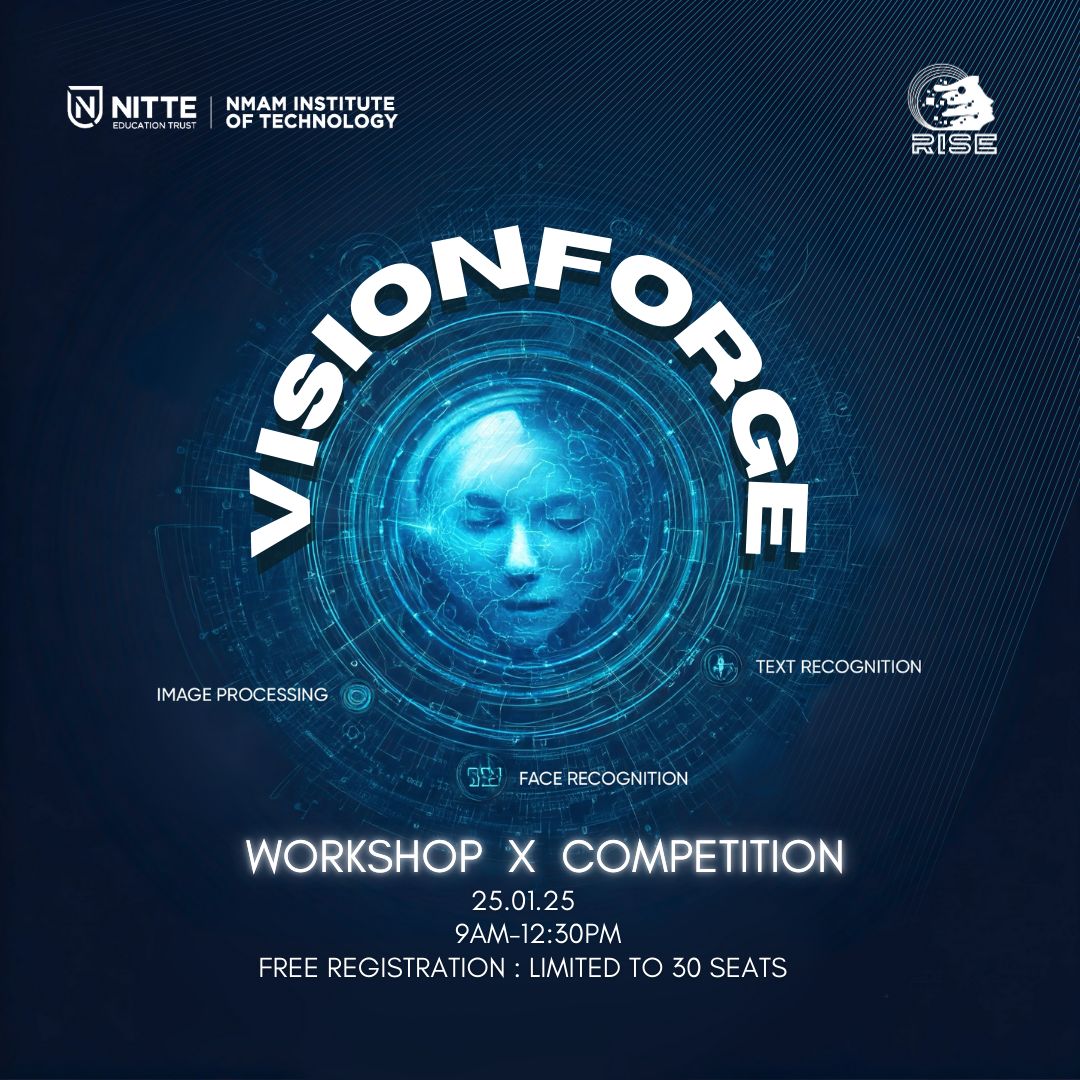 NITTE
EDUCATION TRUST
NMAM INSTITUTE
OF TECHNOLOGY
RISE
VISIONFORGE
TEXT RECOGNITION
IMAGE PROCESSING
FACE RECOGNITION
WORKSHOP X COMPETITION
25.01.25
9AM-12:30PM
FREE REGISTRATION : LIMITED TO 30 SEATS